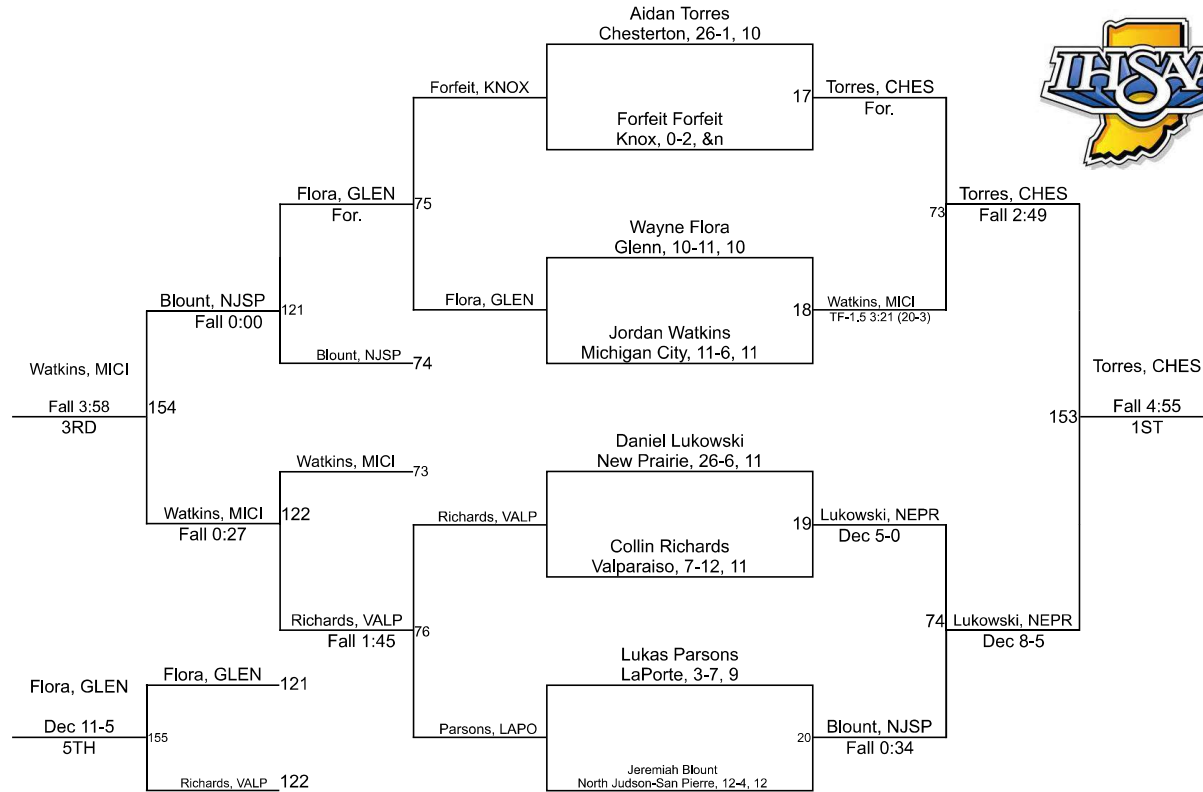 Aidan Torres
Chesterton, 26-1, 10
IHSAA
Forfeit, KNOX
17
Torres, CHES
For.
Forfeit Forfeit
Knox, 0-2, &n
Flora, GLEN
For.
75
Torres, CHES
Fall 2:49
73
Wayne Flora
Glenn, 10-11, 10
Blount, NJSP
Fall 0:00
121
Flora, GLEN
18
Watkins, MICI
TF-1.5 3:21 (20-3)
Jordan Watkins
Michigan City, 11-6, 11
Blount, NJSP
74
Watkins, MICI
Fall 3:58
3RD
154
Torres, CHES
Fall 4:55
1ST
153
Daniel Lukowski
New Prairie, 26-6, 11
Watkins, MICI
73
Watkins, MICI
Fall 0:27
122
Richards, VALP
19
Lukowski, NEPR
Dec 5-0
Collin Richards
Valparaiso, 7-12, 11
Richards, VALP
Fall 1:45
76
74
Lukowski, NEPR
Dec 8-5
Lukas Parsons
LaPorte, 3-7, 9
Flora, GLEN
Flora, GLEN
121
Dec 11-5
5TH
155
Parsons, LAPO
20
Blount, NJSP
Fall 0:34
Jeremiah Blount
North Judson-San Pierre, 12-4, 12
Richards, VALP
122